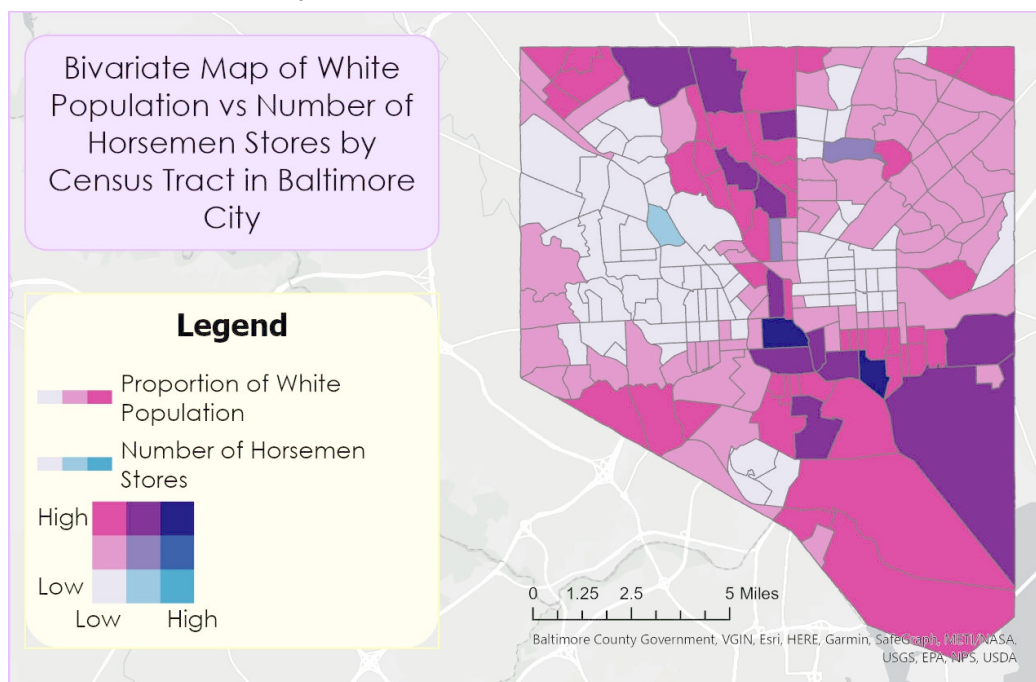 Bivariate Map of White
Population vs Number of
Horsemen Stores by
Census Tract in Baltimore
City
Legend
Proportion of White
Population
Number of Horsemen
Stores
High
Low
Low High
0 1.25 2.5 5 Miles
Baltimore County Government, VGIN, Esri, HERE, Garmin, SafeGraph, METI/NASA,
USGS, EPA, NPS, USDA